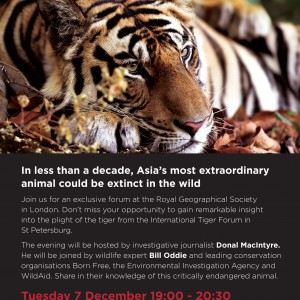 In less than a decade, Asia's most extraordinary
animal could be extinct in the wild
Join us for an exclusive forum at the Royal Geographical Society
in London. Don't miss your opportunity to gain remarkable insight
into the plight of the tiger from the International Tiger Forum in
St Petersburg.
The evening will be hosted by investigative journalist Donal MacIntyre.
He will be joined by wildlife expert Bill Oddie and leading conservation
organisations Born Free, the Environmental Investigation Agency and
WildAid. Share in their knowledge of this critically endangered animal.
Tuesday 7 December 19:00 - 20:30